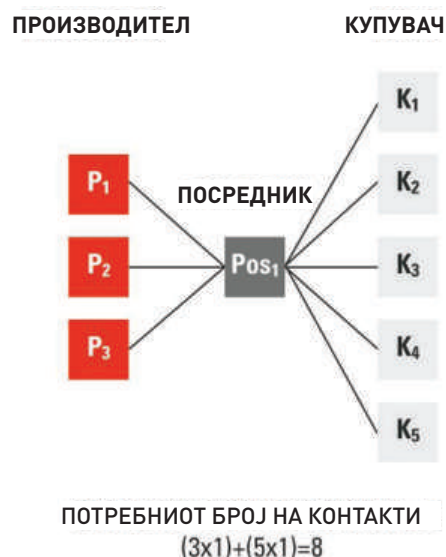 ПРОИЗВОДИТЕЛ КУПУВАЧ
K₁
P₁ ПОСРЕДНИК K₂
P₂ Pos₁ K₃
P₃ K₄
K₅
ПОТРЕБНИОТ БРОЈ НА КОНТАКТИ
(3x1)+(5x1)=8